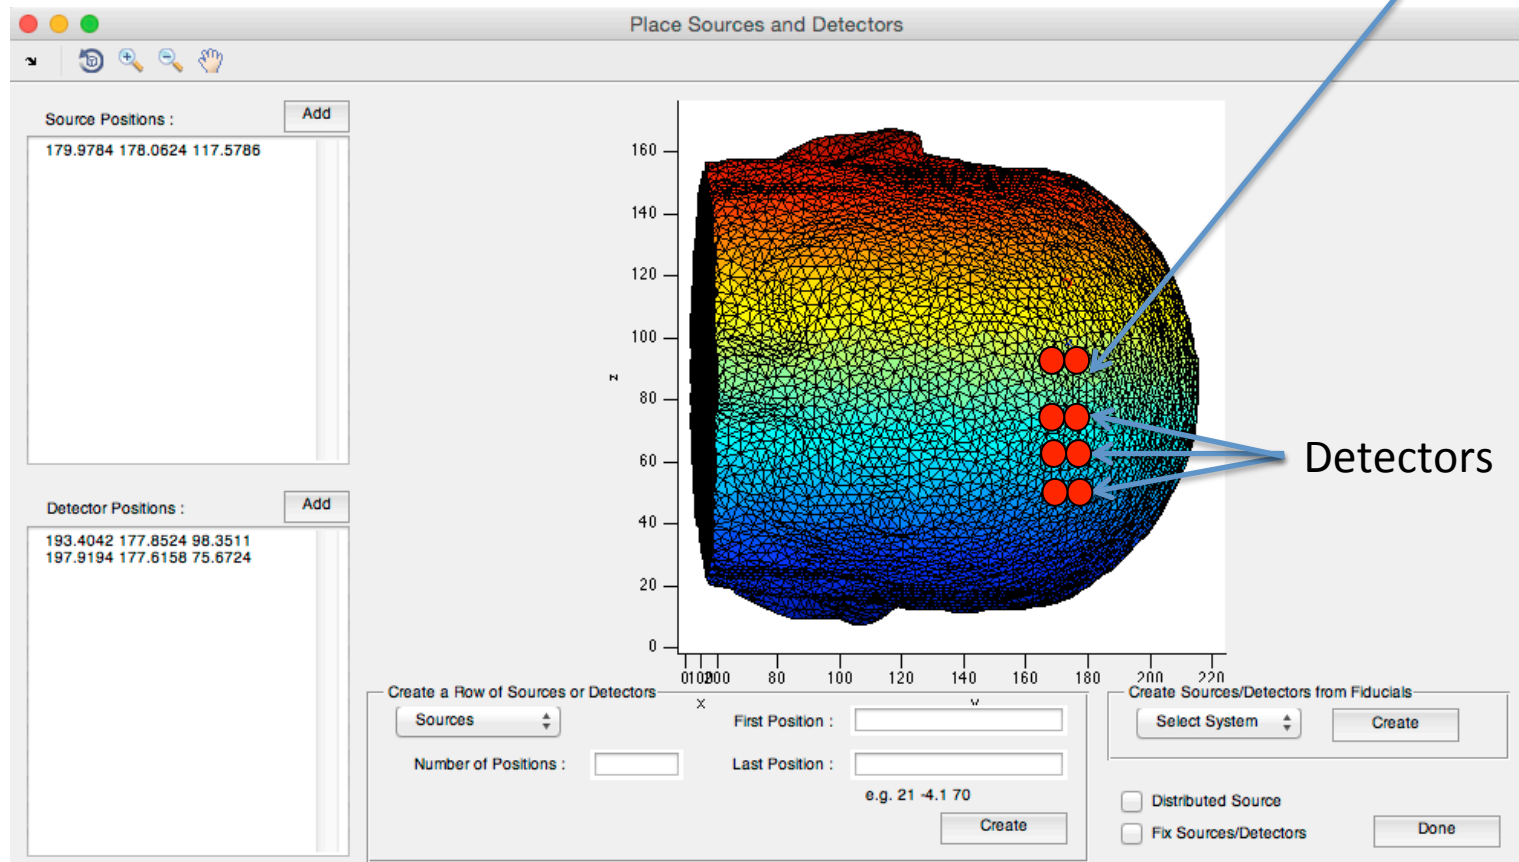 Place Sources and Detectors
Source Positions :
Add
179.9784 178.0624 117.5786
Detector Positions :
Add
193.4042 177.8524 98.3511
197.9194 177.6158 75.6724
160
140
120
100
z
80
60
40
20
0
80
100
120
140
160
180
200
220
x
Detectors
Create a Row of Sources or Detectors
Sources
First Position :
Number of Positions :
Last Position :
e.g. 21 -4.1 70
Create
Create Sources/Detectors from Fiducials
Select System
Create
Distributed Source
Fix Sources/Detectors
Done